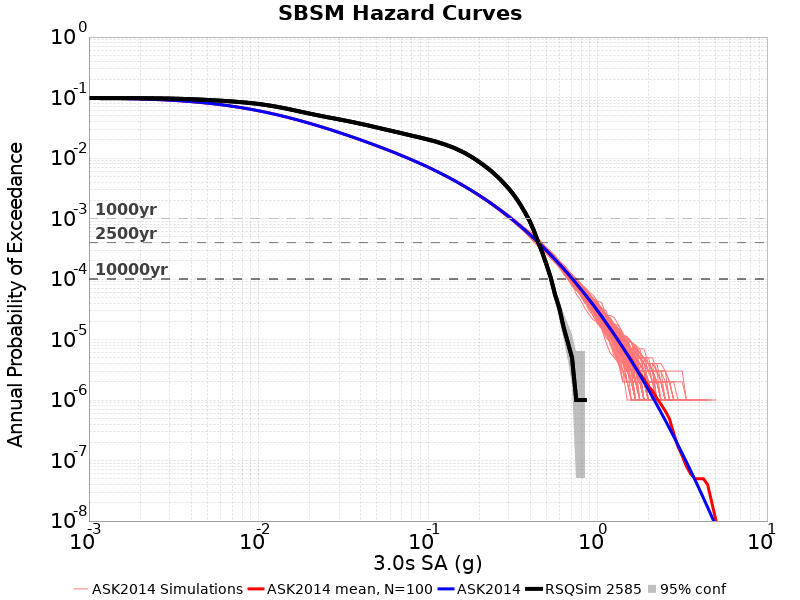 SBSM Hazard Curves
Annual Probability of Exceedance
10^0
10^-1
10^-2
10^-3
10^-4
10^-5
10^-6
10^-7
10^-8
1000yr
2500yr
10000yr
10^-3 10^-2 10^-1 10^0 10^1
3.0s SA (g)
ASK2014 Simulations ASK2014 mean, N=100 ASK2014 RSQSim 2585 95% conf